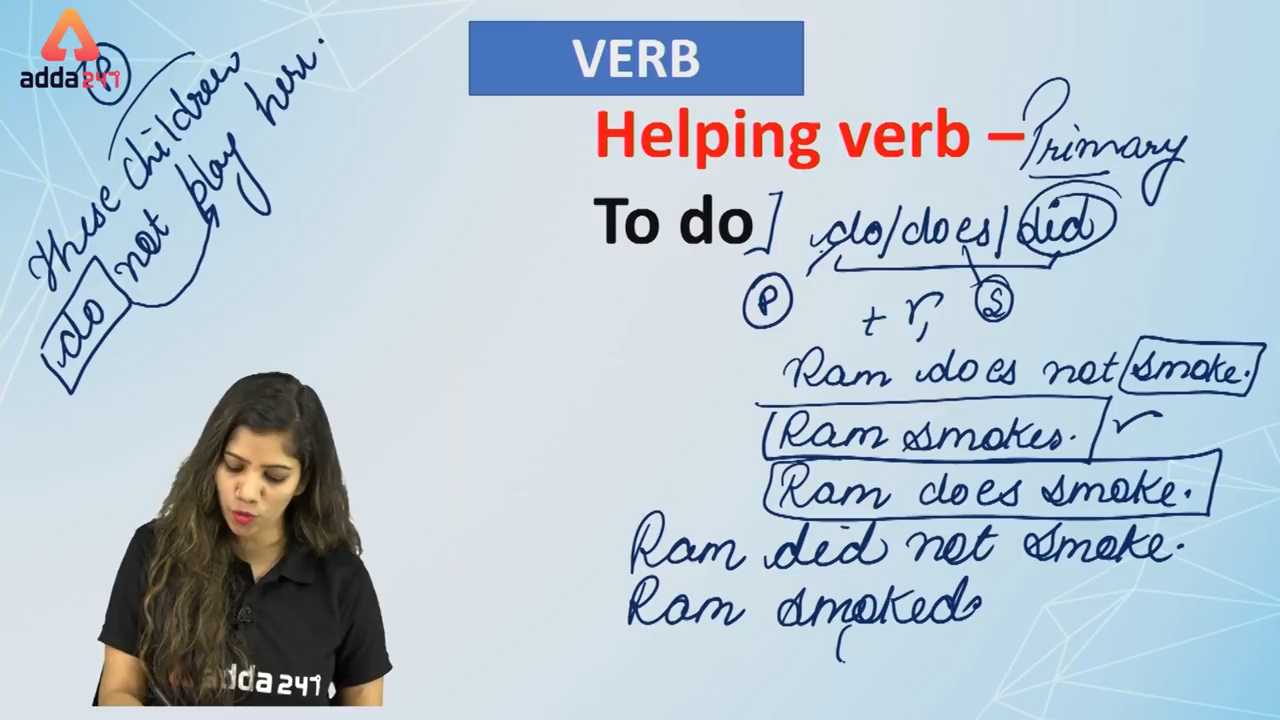 adda247
P
These children
do not play here.
VERB
Helping verb – Primary
To do] do/does/did
P
S
+ V₁
Ram does not smoke.
Ram smokes.
Ram does smoke.
Ram did not smoke.
Ram smoked.
adda247